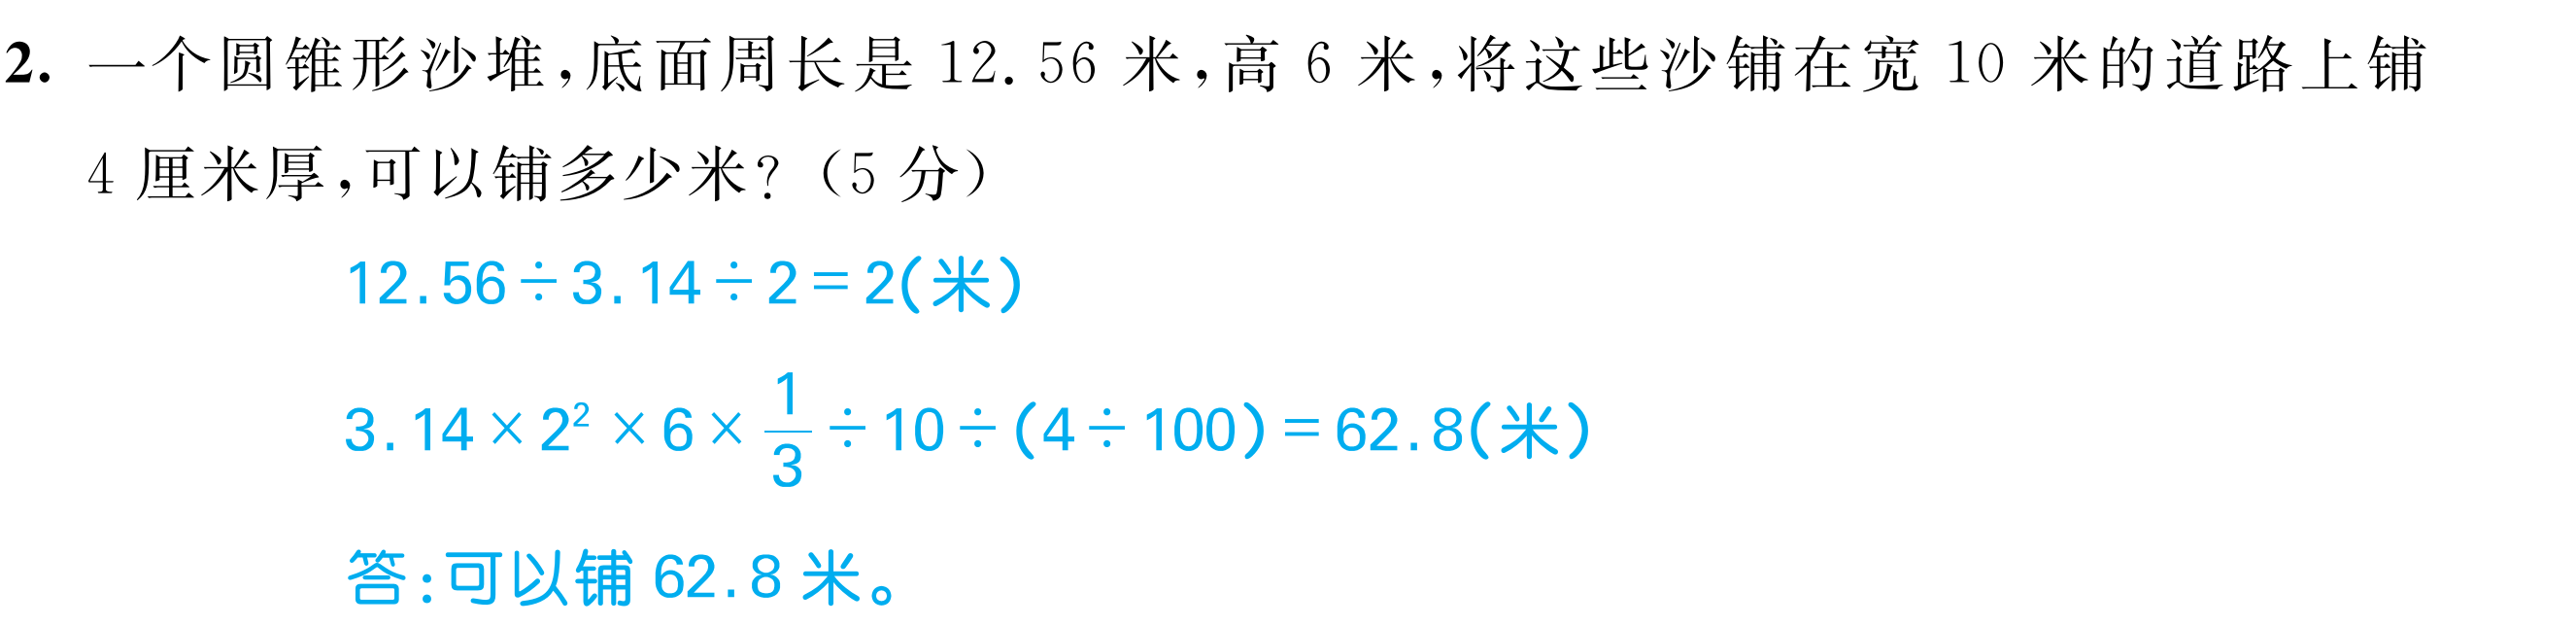 2. 一个圆锥形沙堆,底面周长是 12.56 米,高 6 米,将这些沙铺在宽 10 米的道路上铺
4 厘米厚,可以铺多少米?(5 分)
12.56÷3.14÷2=2(米)
3.14×2²×6×1/3÷10÷(4÷100)=62.8(米)
答:可以铺 62.8 米。